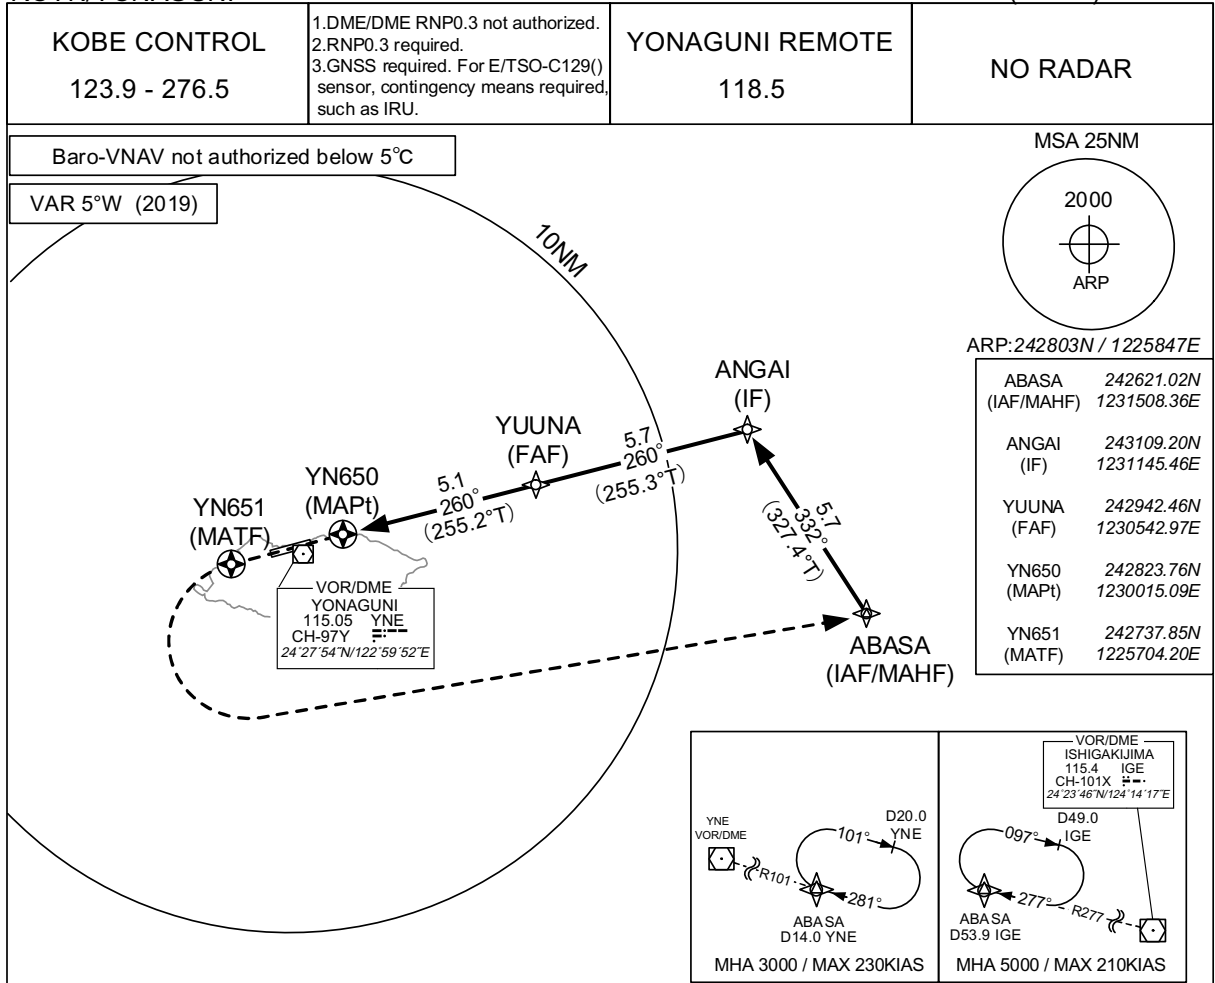 KOBE CONTROL
123.9 - 276.5
1.DME/DME RNP0.3 not authorized.
2.RNP0.3 required.
3.GNSS required. For E/TSO-C129()
sensor, contingency means required,
such as IRU.
YONAGUNI REMOTE
118.5
NO RADAR
Baro-VNAV not authorized below 5°C
VAR 5°W (2019)
10NM
MSA 25NM
2000
ARP
ARP:242803N / 1225847E
ABASA 242621.02N
(IAF/MAHF) 1231508.36E
ANGAI 243109.20N
(IF) 1231145.46E
YUUNA 242942.46N
(FAF) 1230542.97E
YN650 242823.76N
(MAPt) 1230015.09E
YN651 242737.85N
(MATF) 1225704.20E
ANGAI
(IF)
5.7
260°
(255.3°T)
YUUNA
(FAF)
5.1
260°
(255.2°T)
YN650
(MAPt)
YN651
(MATF)
5.7
332°
(327.4°T)
ABASA
(IAF/MAHF)
VOR/DME
YONAGUNI
115.05 YNE
CH-97Y
24°27´54˝N/122°59´52˝E
YNE
VOR/DME
R101
101°
D20.0
YNE
281°
ABASA
D14.0 YNE
MHA 3000 / MAX 230KIAS
VOR/DME
ISHIGAKIJIMA
115.4 IGE
CH-101X
24°23´46˝N/124°14´17˝E
097°
D49.0
IGE
277°
R277
ABASA
D53.9 IGE
MHA 5000 / MAX 210KIAS